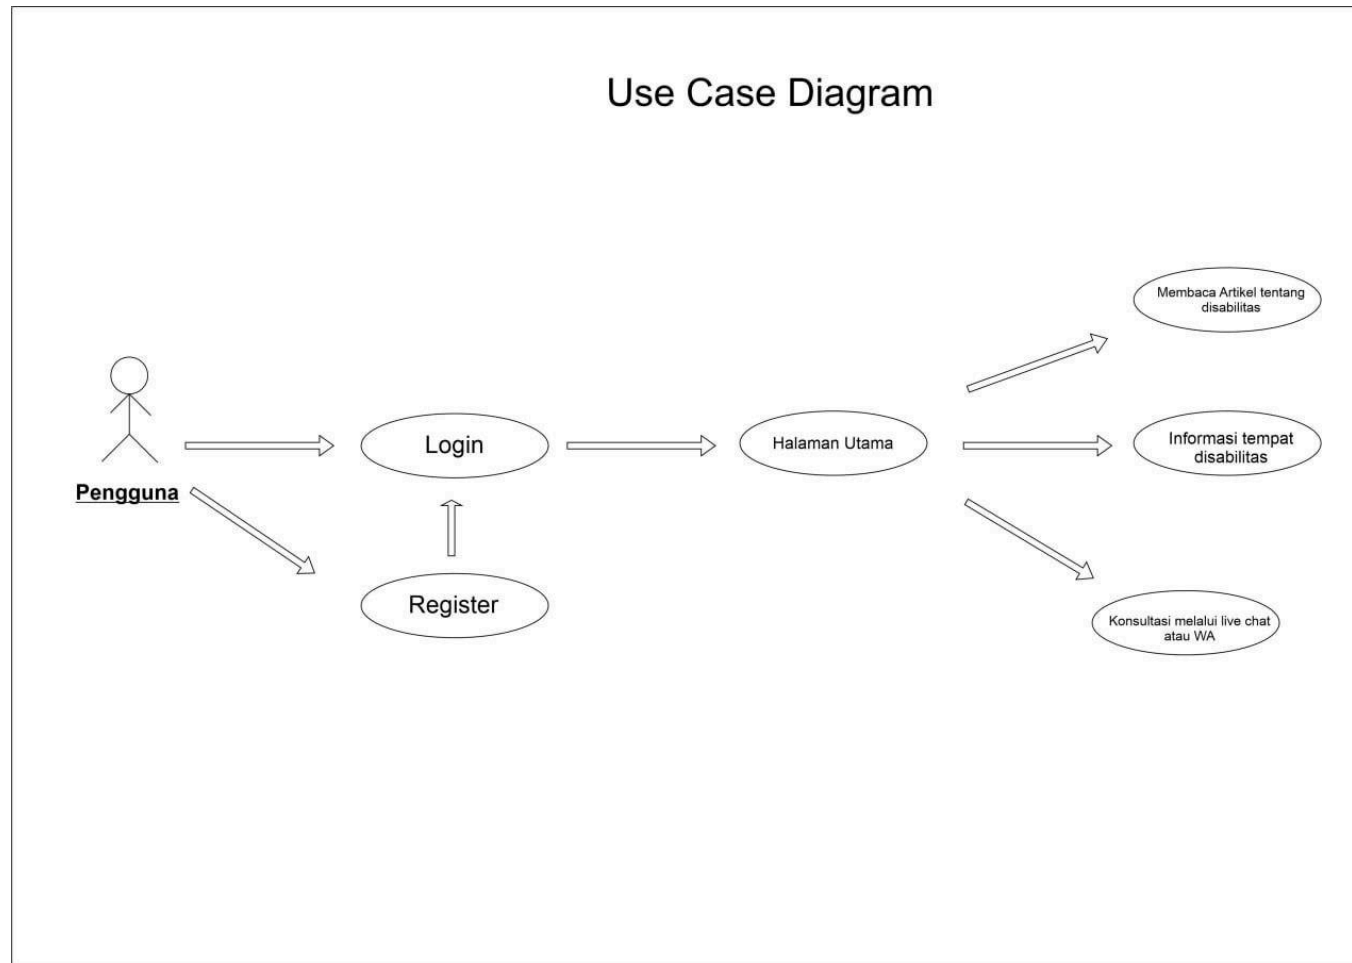 Use Case Diagram
Membaca Artikel tentang
disabilitas
Login
Halaman Utama
Informasi tempat
disabilitas
Pengguna
Register
Konsultasi melalui live chat
atau WA